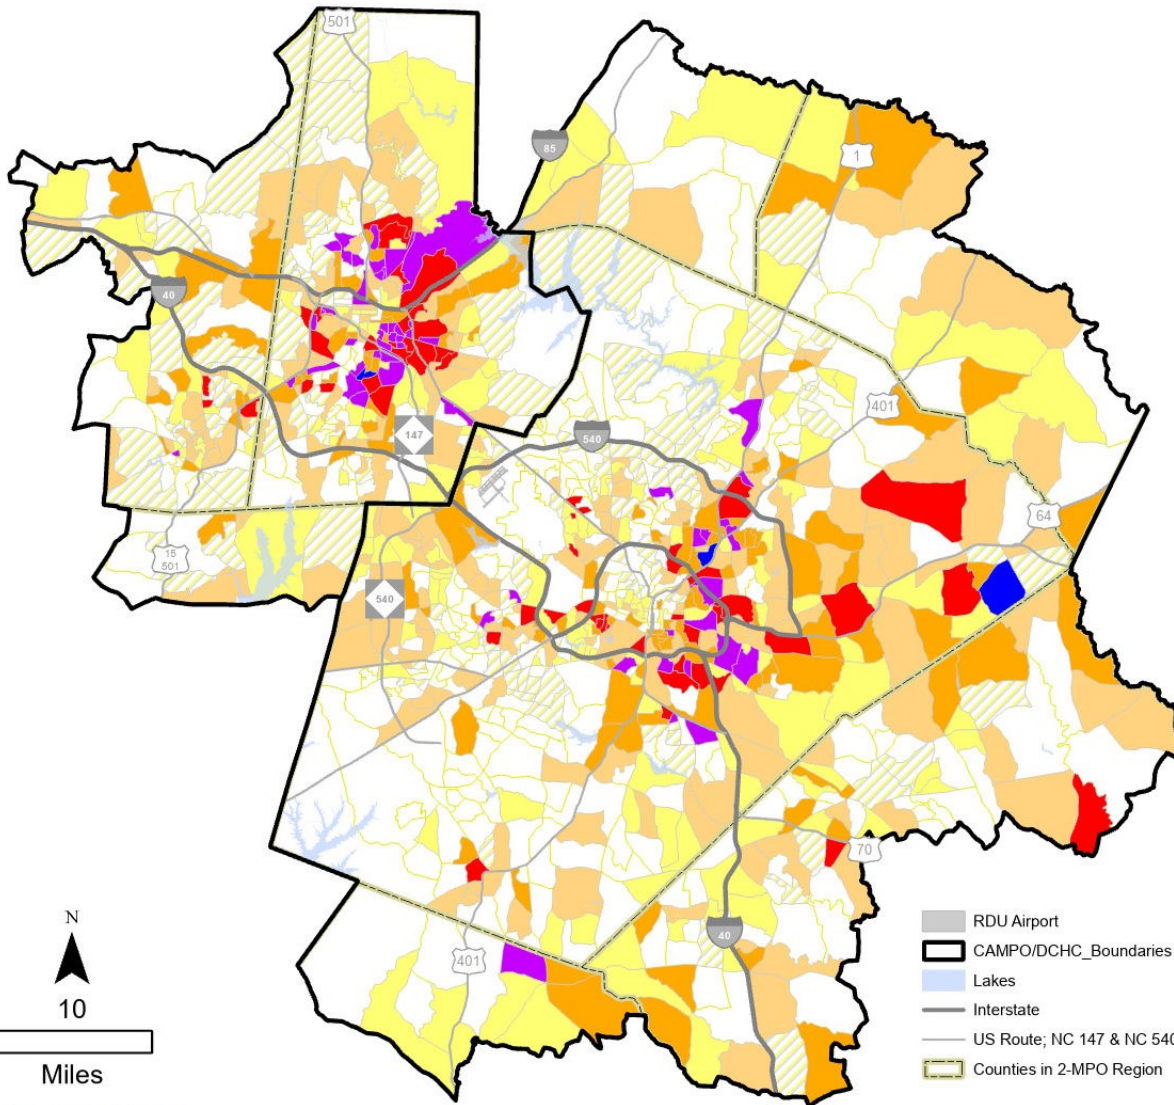 501
85
1
40
401
147
540
64
15
501
540
70
40
401
N
10
Miles
RDU Airport
CAMPO/DCHC_Boundaries
Lakes
Interstate
US Route; NC 147 & NC 540
Counties in 2-MPO Region